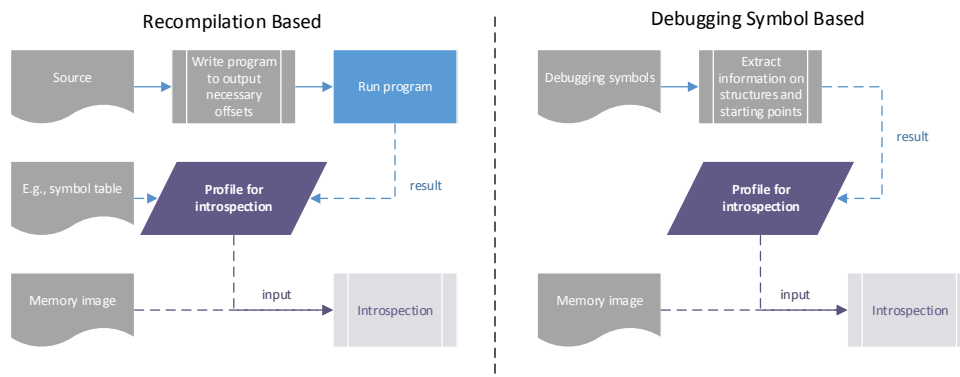 Recompilation Based
Source
Write program
to output
necessary
offsets
Run program
E.g., symbol table
Profile for
introspection
result
Memory image
input
Introspection
Debugging Symbol Based
Debugging symbols
Extract
information on
structures and
starting points
result
Profile for
introspection
Memory image
input
Introspection